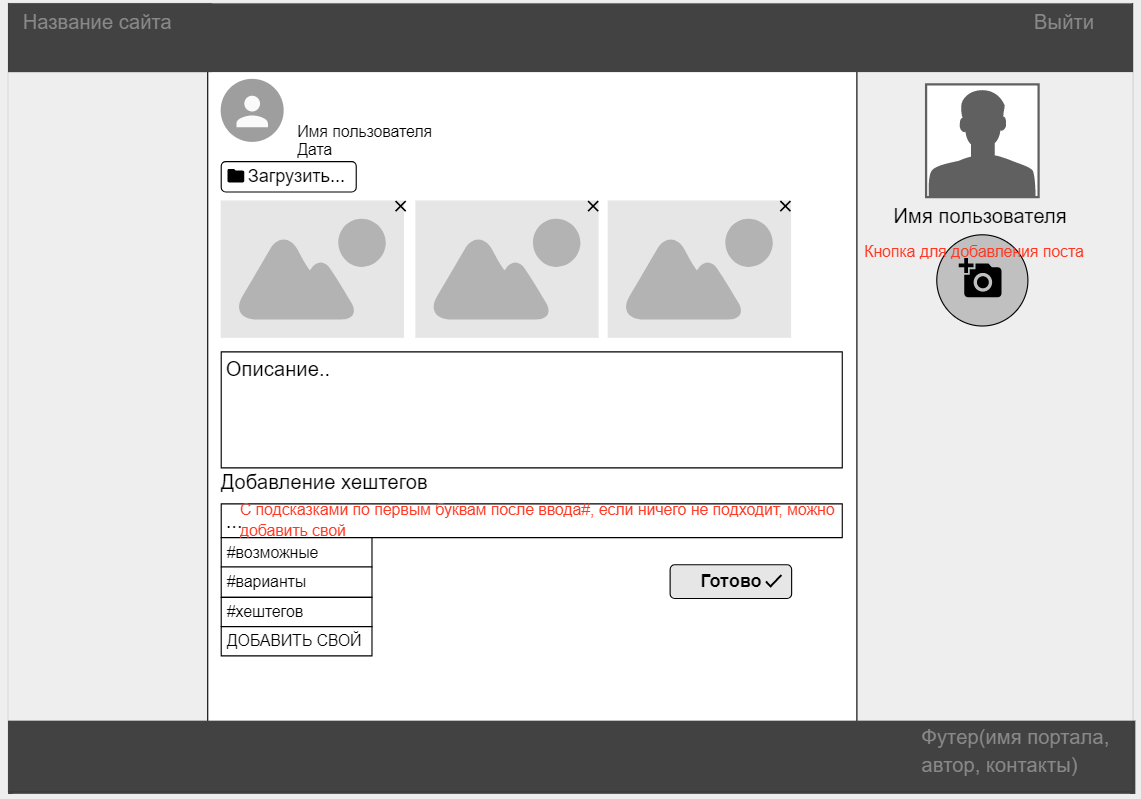 Название сайта
Выйти
Имя пользователя
Дата
Загрузить...
Имя пользователя
Кнопка для добавления поста
Описание..
Добавление хештегов
С подсказками по первым буквам после ввода#, если ничего не подходит, можно
добавить свой
...
#возможные
#варианты
#хештегов
ДОБАВИТЬ СВОЙ
Готово
Футер(имя портала,
автор, контакты)